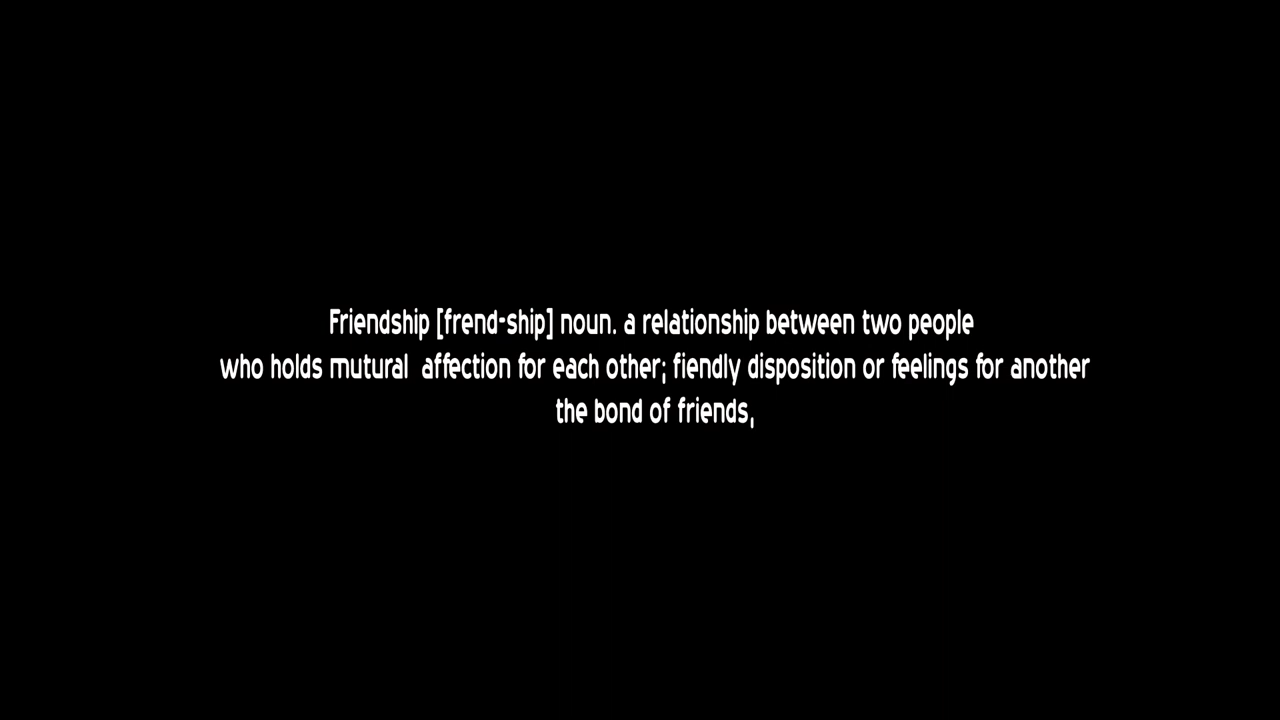 Friendship [frend-ship] noun. a relationship between two people
who holds mutural  affection for each other; fiendly disposition or feelings for another
the bond of friends,